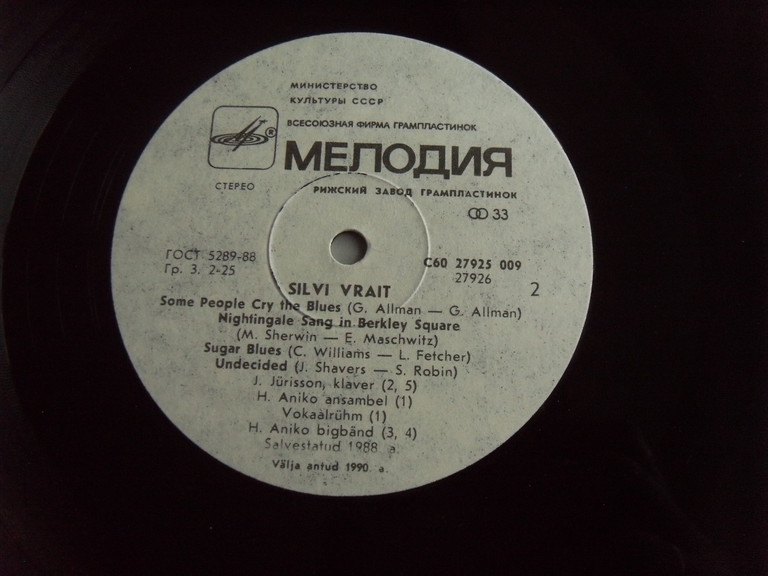 МИНИСТЕРСТВО
КУЛЬТУРЫ СССР
ВСЕСОЮЗНАЯ ФИРМА ГРАМПЛАСТИНОК
®
МЕЛОДИЯ
СТЕРЕО
РИЖСКИЙ ЗАВОД ГРАМПЛАСТИНОК
33
ГОСТ 5289-88
Гр. 3. 2-25
С60 27925 009
27926
2
SILVI VRAIT
Some People Cry the Blues (G. Allman — G. Allman)
Nightingale Sang in Berkley Square
(M. Sherwin — E. Maschwitz)
Sugar Blues (C. Williams — L. Fetcher)
Undecided (J. Shavers — S. Robin)
J. Jürisson, klaver (2, 5)
H. Aniko ansambel (1)
Vokaalrühm (1)
H. Aniko bigbänd (3, 4)
Salvestatud 1988. a.
Välja antud 1990. a.